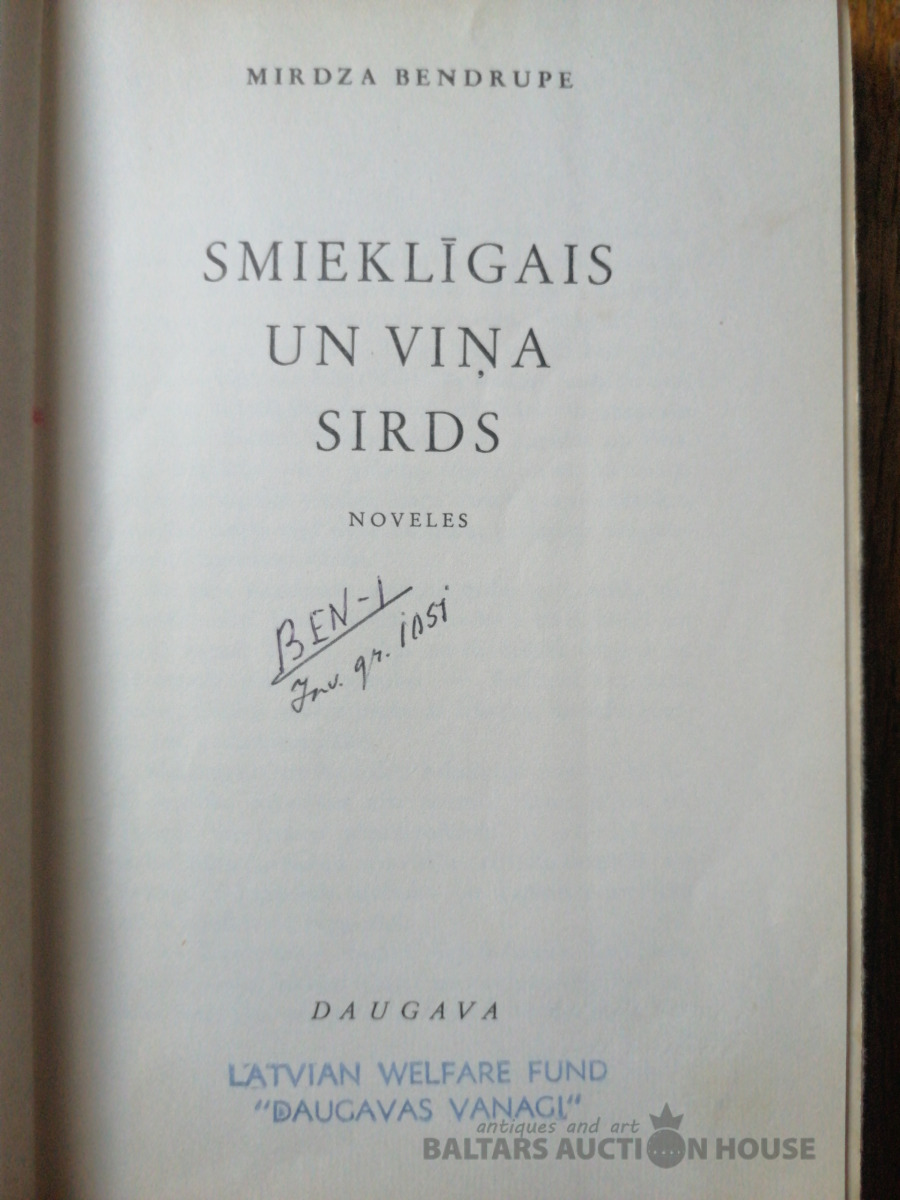 MIRDZA BENDRUPE
SMIEKLĪGAIS
UN VIŅA
SIRDS
NOVELES
BEN-1
Inv. gr. 1051
DAUGAVA
LATVIAN WELFARE FUND
"DAUGAVAS VANAGI"
antiques and art
BALTARS AUCTION HOUSE